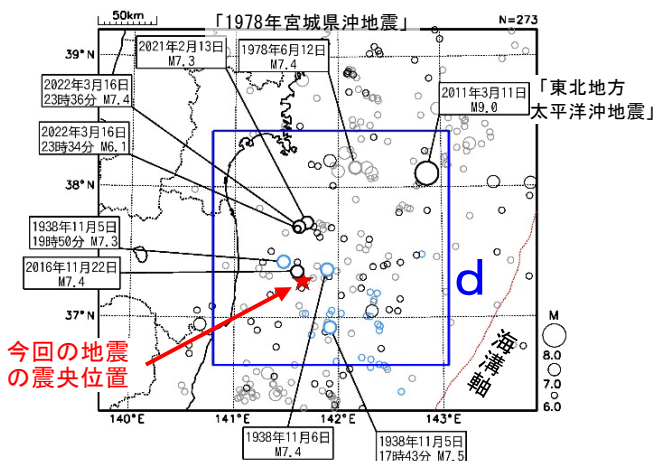 50km
「1978年宮城県沖地震」
N=273
39°N
2021年2月13日
M7.3
1978年6月12日
M7.4
2022年3月16日
23時36分 M7.4
2011年3月11日
M9.0
「東北地方
太平洋沖地震」
2022年3月16日
23時34分 M6.1
38°N
1938年11月5日
19時50分 M7.3
2016年11月22日
M7.4
d
37°N
今回の地震
の震央位置
海溝軸
M
8.0
7.0
6.0
140°E
141°E
142°E
143°E
1938年11月6日
M7.4
1938年11月5日
17時43分 M7.5